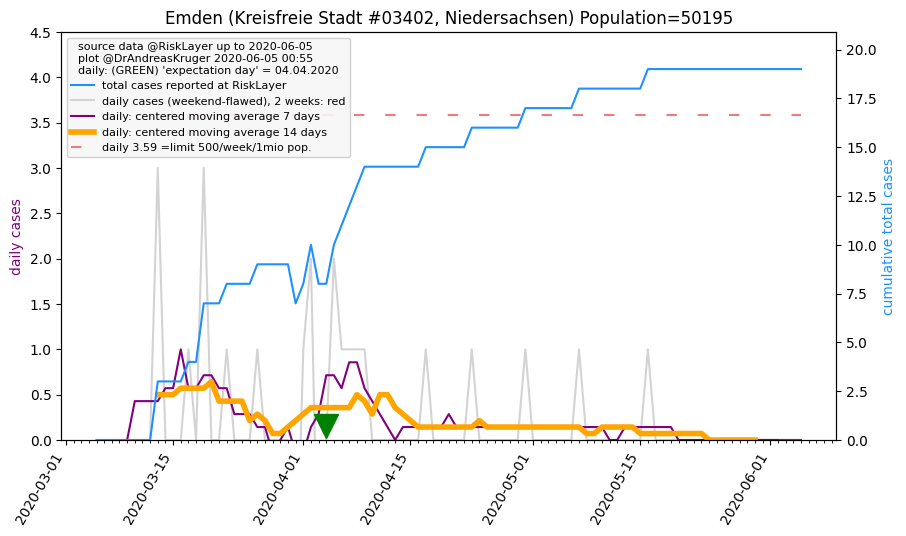 Emden (Kreisfreie Stadt #03402, Niedersachsen) Population=50195
source data @RiskLayer up to 2020-06-05
plot @DrAndreasKruger 2020-06-05 00:55
daily: (GREEN) 'expectation day' = 04.04.2020
total cases reported at RiskLayer
daily cases (weekend-flawed), 2 weeks: red
daily: centered moving average 7 days
daily: centered moving average 14 days
daily 3.59 =limit 500/week/1mio pop.
daily cases
4.5
4.0
3.5
3.0
2.5
2.0
1.5
1.0
0.5
0.0
cumulative total cases
20.0
17.5
15.0
12.5
10.0
7.5
5.0
2.5
0.0
2020-03-01
2020-03-15
2020-04-01
2020-04-15
2020-05-01
2020-05-15
2020-06-01